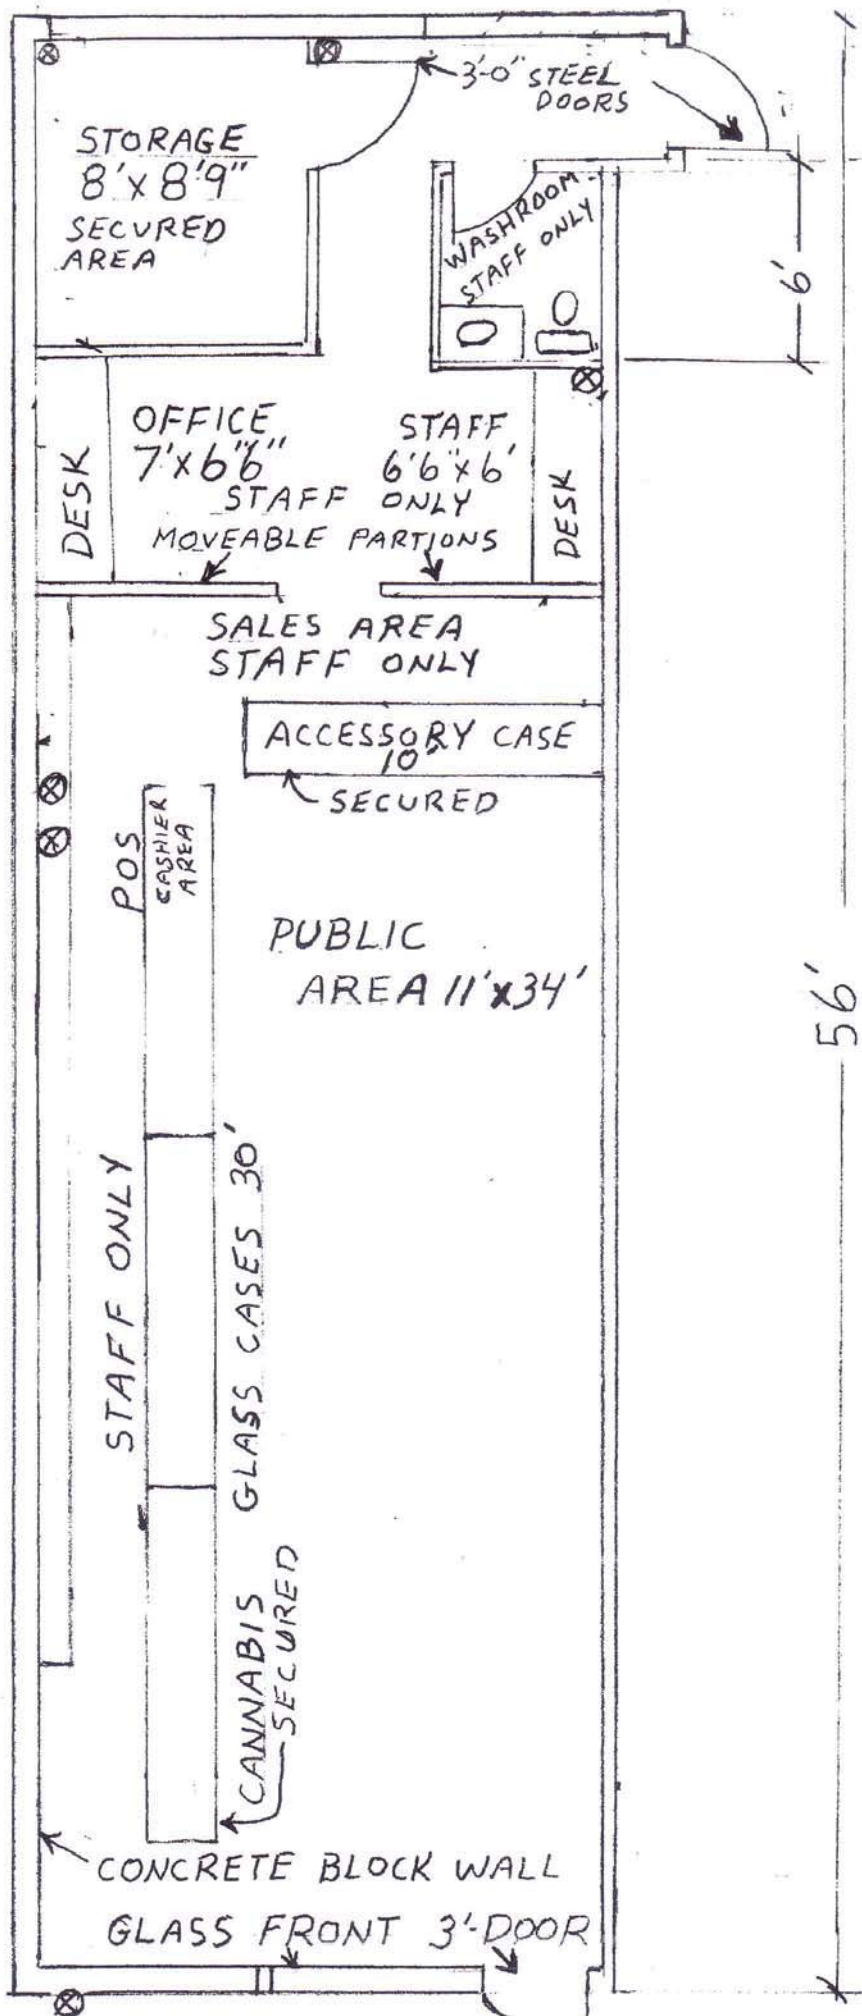 3'-0" STEEL
DOORS
STORAGE
8' x 8'9"
SECURED
AREA
WASHROOM
STAFF ONLY
6'
OFFICE
7' x 6'6"
STAFF
6'6" x 6'
STAFF ONLY
DESK
DESK
MOVEABLE PARTIONS
SALES AREA
STAFF ONLY
ACCESSORY CASE
10'
SECURED
POS
CASHIER
AREA
PUBLIC
AREA 11' x 34'
56'
STAFF ONLY
GLASS CASES 30'
CANNABIS
SECURED
CONCRETE BLOCK WALL
GLASS FRONT 3'-DOOR